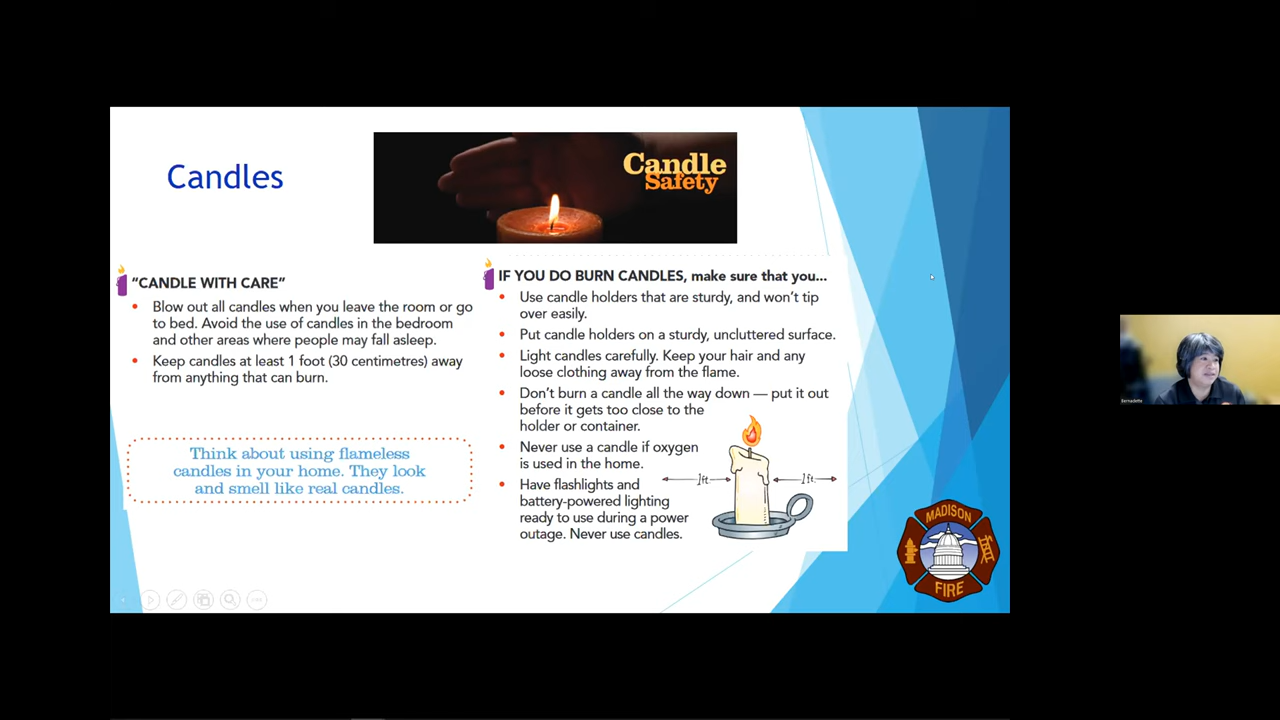 Candles
Candle
Safety
“CANDLE WITH CARE”
• Blow out all candles when you leave the room or go
to bed. Avoid the use of candles in the bedroom
and other areas where people may fall asleep.
• Keep candles at least 1 foot (30 centimetres) away
from anything that can burn.
Think about using flameless
candles in your home. They look
and smell like real candles.
IF YOU DO BURN CANDLES, make sure that you...
• Use candle holders that are sturdy, and won’t tip
over easily.
• Put candle holders on a sturdy, uncluttered surface.
• Light candles carefully. Keep your hair and any
loose clothing away from the flame.
• Don’t burn a candle all the way down — put it out
before it gets too close to the
holder or container.
• Never use a candle if oxygen
is used in the home.
• Have flashlights and
battery-powered lighting
ready to use during a power
outage. Never use candles.
1ft.
1ft.
MADISON
FIRE
Bernadette